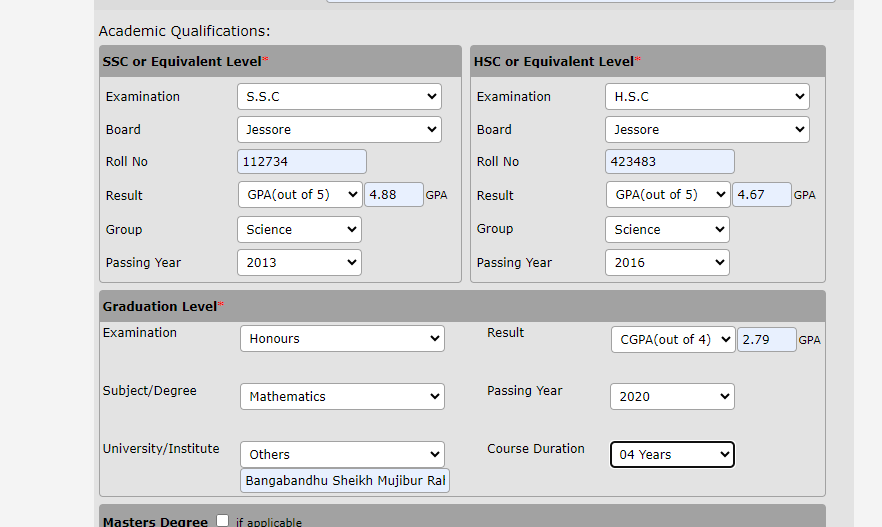 Academic Qualifications:
SSC or Equivalent Level*
Examination S.S.C
Board Jessore
Roll No 112734
Result GPA(out of 5) 4.88 GPA
Group Science
Passing Year 2013
HSC or Equivalent Level*
Examination H.S.C
Board Jessore
Roll No 423483
Result GPA(out of 5) 4.67 GPA
Group Science
Passing Year 2016
Graduation Level*
Examination Honours Result CGPA(out of 4) 2.79 GPA
Subject/Degree Mathematics Passing Year 2020
University/Institute Others Course Duration 04 Years
Bangabandhu Sheikh Mujibur Ral
Masters Degree if applicable